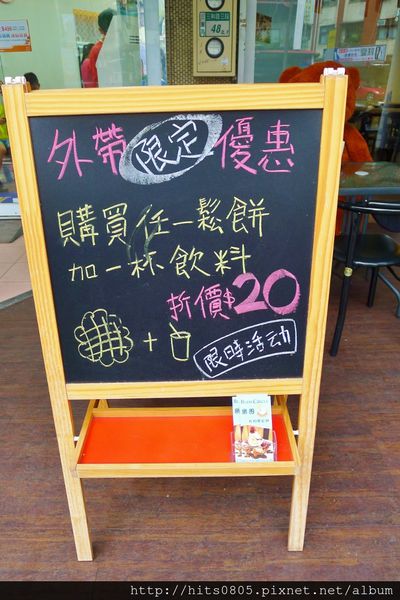 外帶限定優惠
購買任一鬆餅
加一杯飲料
折價$20
+
限時活动
http://hits0805.pixnet.net/album